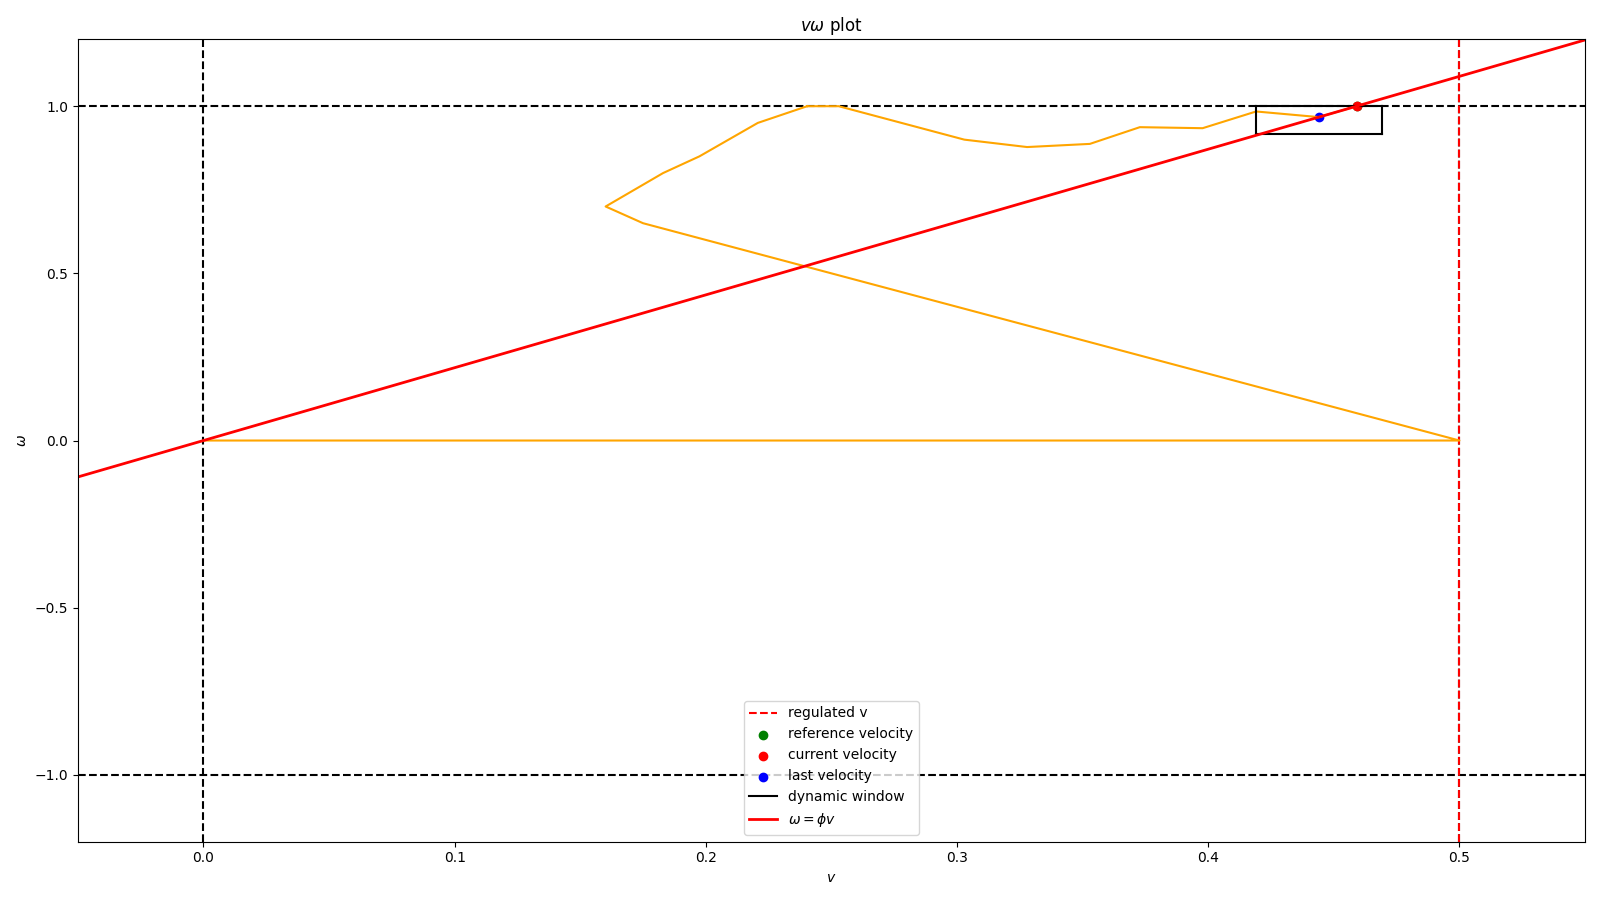 vω plot
1.0
0.5
0.0
−0.5
−1.0
ω
0.0 0.1 0.2 0.3 0.4 0.5
v
regulated v
reference velocity
current velocity
last velocity
dynamic window
ω = ϕv